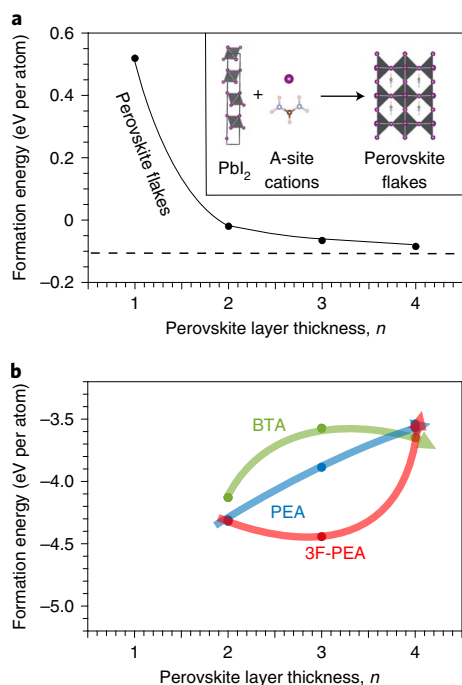 a
Formation energy (eV per atom)
0.6
0.4
0.2
0
−0.2
1
2
3
4
Perovskite layer thickness, n
Perovskite flakes
PbI2
+
A-site
cations
Perovskite
flakes
b
Formation energy (eV per atom)
−3.5
−4.0
−4.5
−5.0
1
2
3
4
Perovskite layer thickness, n
BTA
PEA
3F-PEA